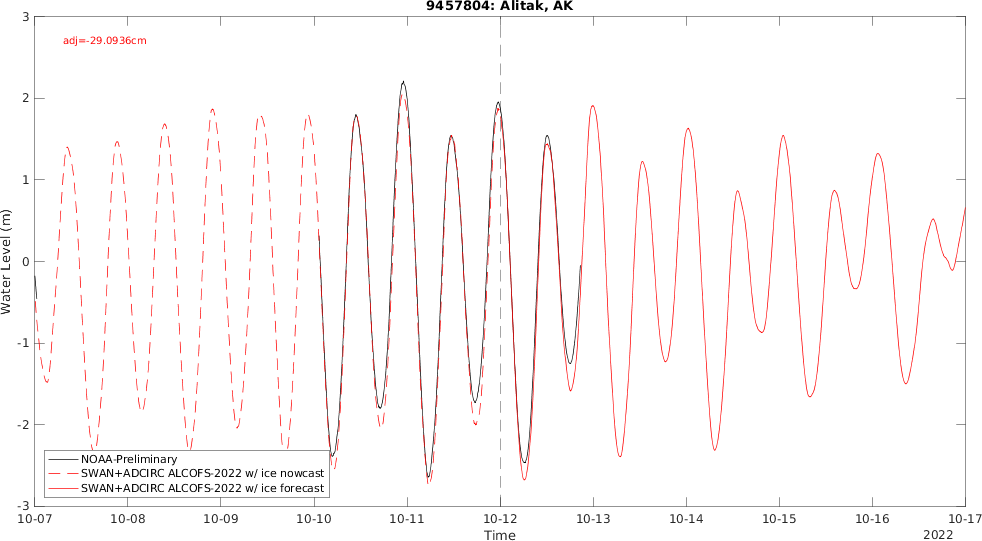 9457804: Alitak, AK
adj=-29.0936cm
3
2
1
0
-1
-2
-3
Water Level (m)
NOAA-Preliminary
SWAN+ADCIRC ALCOFS-2022 w/ ice nowcast
SWAN+ADCIRC ALCOFS-2022 w/ ice forecast
10-07 10-08 10-09 10-10 10-11 10-12 10-13 10-14 10-15 10-16 10-17
Time
2022